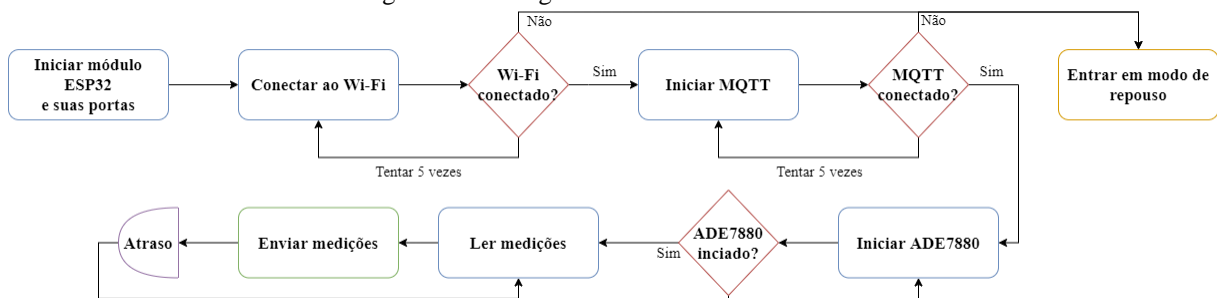 Não
Não
Iniciar módulo
ESP32
e suas portas
Conectar ao Wi-Fi
Wi-Fi
conectado?
Sim
Iniciar MQTT
MQTT
conectado?
Sim
Entrar em modo de
repouso
Tentar 5 vezes
Tentar 5 vezes
Atraso
Enviar medições
Ler medições
ADE7880
inciado?
Sim
Iniciar ADE7880